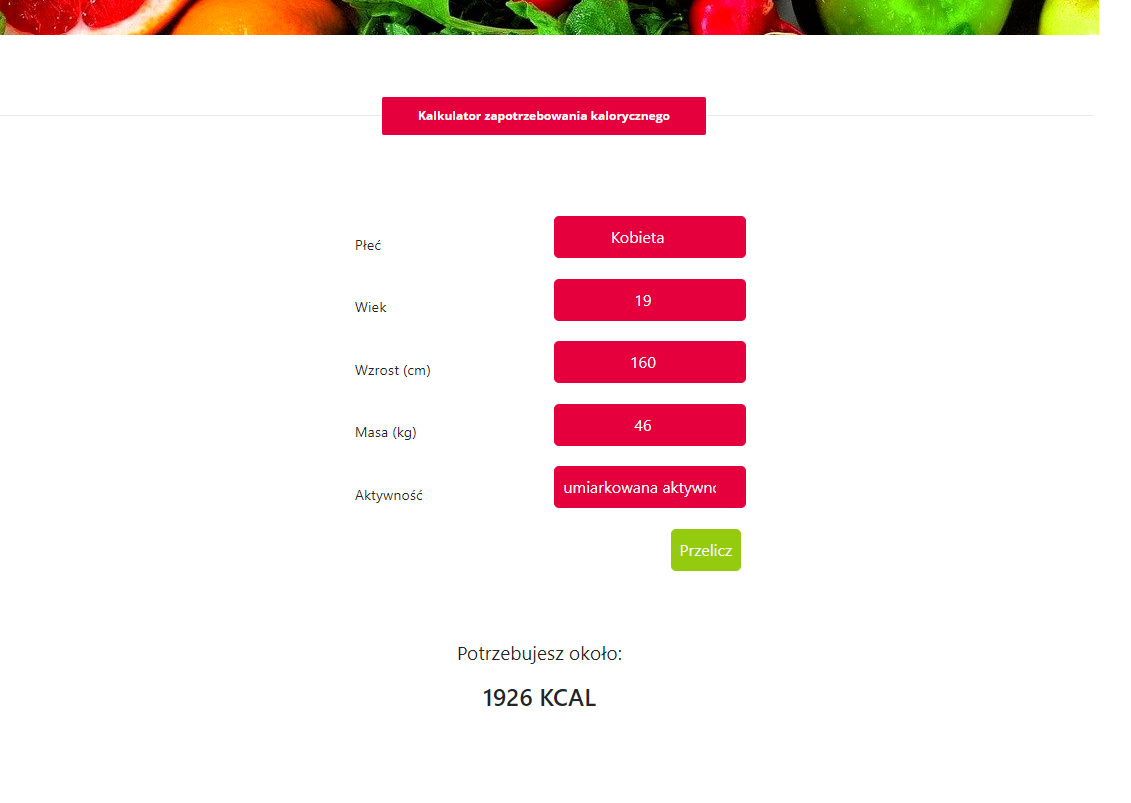 Kalkulator zapotrzebowania kalorycznego
Płeć
Kobieta
Wiek
19
Wzrost (cm)
160
Masa (kg)
46
Aktywność
umiarkowana aktywnc
Przelicz
Potrzebujesz około:
1926 KCAL